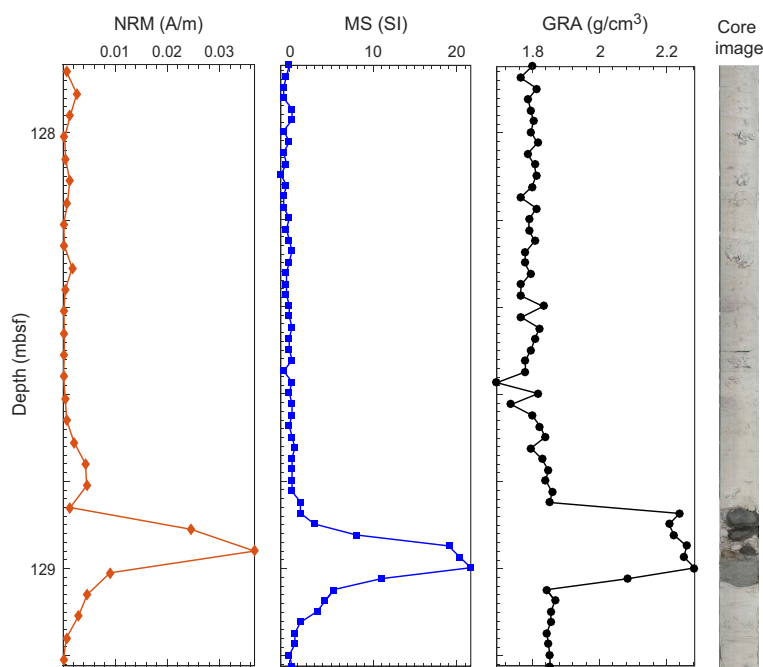 NRM (A/m)
MS (SI)
GRA (g/cm³)
Core
image
0.01 0.02 0.03
0 10 20
1.8 2 2.2
128
129
Depth (mbsf)